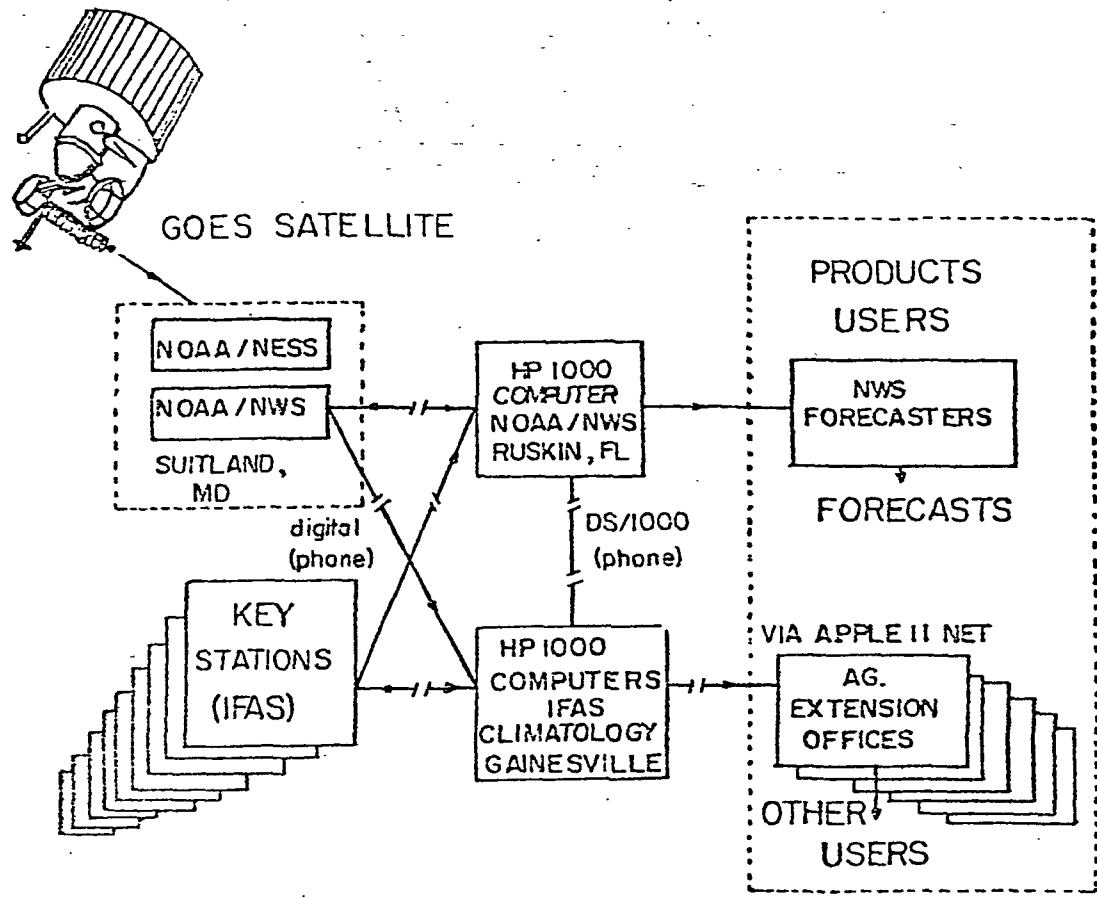 GOES SATELLITE
NOAA/NESS
NOAA/NWS
SUITLAND,
MD
digital
(phone)
HP 1000
COMPUTER
NOAA/NWS
RUSKIN, FL
DS/1000
(phone)
KEY
STATIONS
(IFAS)
HP 1000
COMPUTERS
IFAS
CLIMATOLOGY
GAINESVILLE
PRODUCTS
USERS
NWS
FORECASTERS
FORECASTS
VIA APPLE II NET
AG.
EXTENSION
OFFICES
OTHER
USERS